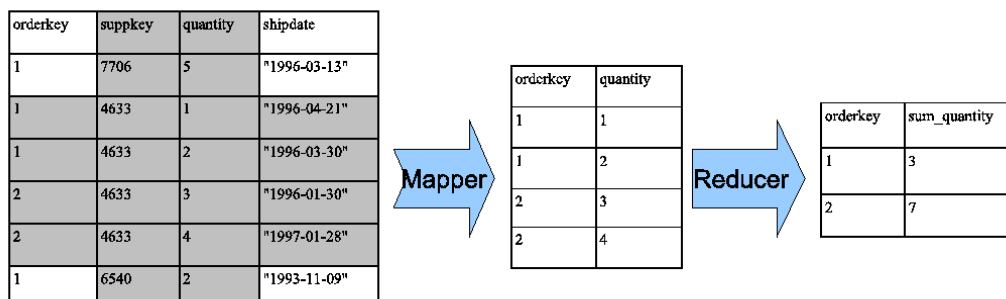 orderkey suppkey quantity shipdate
1 7706 5 "1996-03-13"
1 4633 1 "1996-04-21"
1 4633 2 "1996-03-30"
2 4633 3 "1996-01-30"
2 4633 4 "1997-01-28"
1 6540 2 "1993-11-09"
Mapper
orderkey quantity
1 1
1 2
2 3
2 4
Reducer
orderkey sum_quantity
1 3
2 7